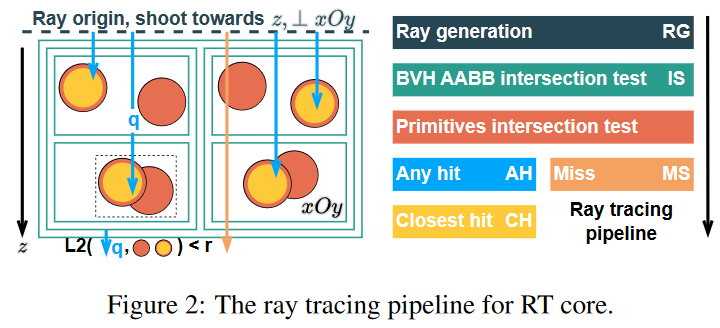 Ray origin, shoot towards z, ⊥ xOy
q
xOy
z
L2( q, ) < r
Ray generation RG
BVH AABB intersection test IS
Primitives intersection test
Any hit AH
Miss MS
Closest hit CH
Ray tracing
pipeline
Figure 2: The ray tracing pipeline for RT core.